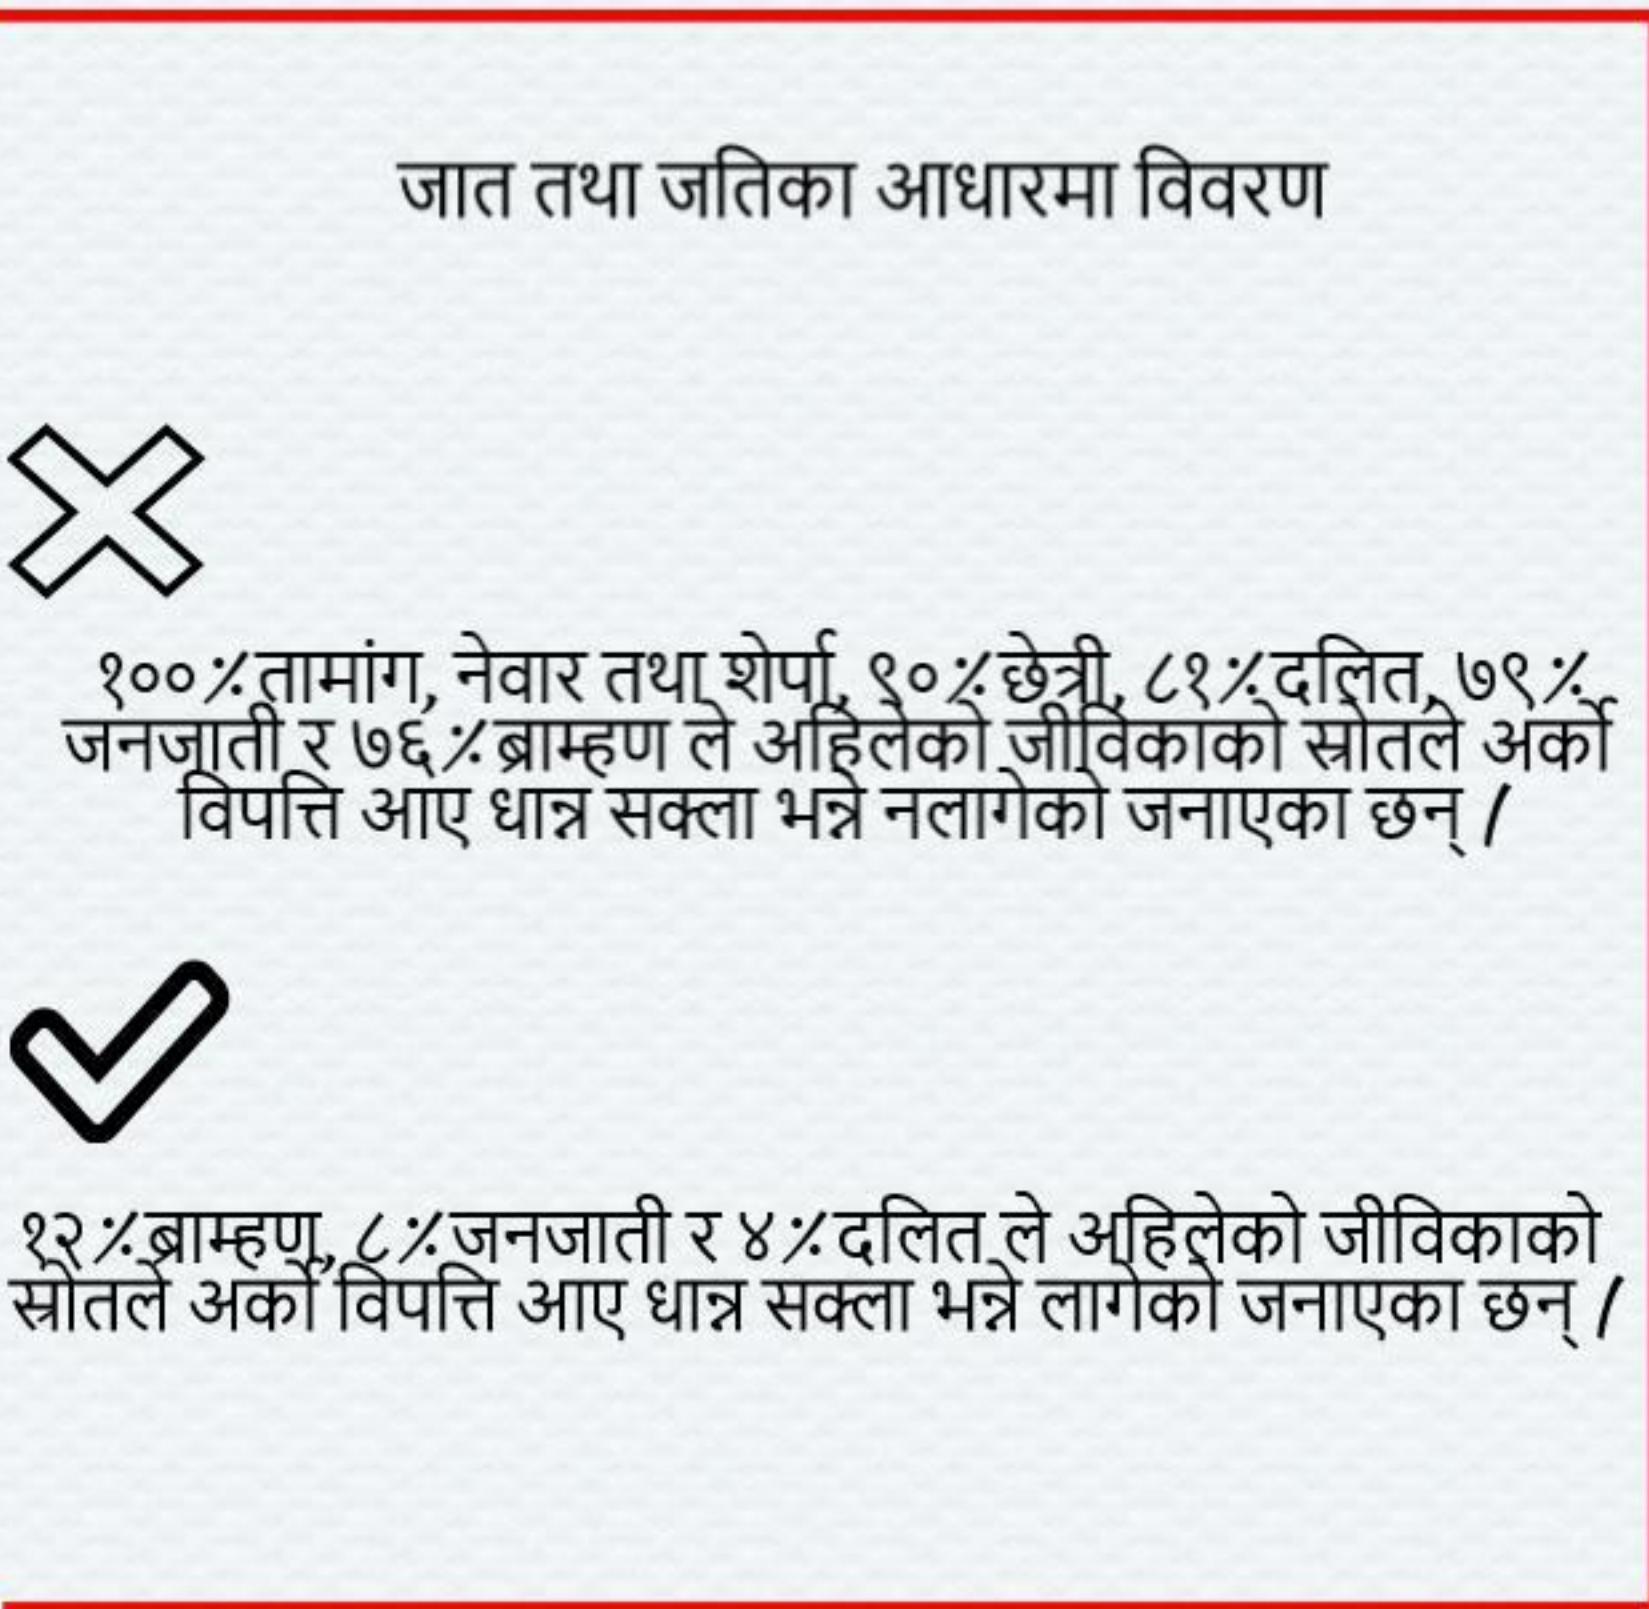 जात तथा जतिका आधारमा विवरण
१००%तामांग, नेवार तथा शेर्पा, ९०%छेत्री, ८१%दलित, ७९%
जनजाती र ७६%ब्राम्हण ले अहिलेको जीविकाको स्रोतले अर्को
विपत्ति आए धान्न सक्ला भन्ने नलागेको जनाएका छन् /
१२%ब्राम्हण, ८%जनजाती र ४%दलित ले अहिलेको जीविकाको
स्रोतले अर्को विपत्ति आए धान्न सक्ला भन्ने लागेको जनाएका छन् /